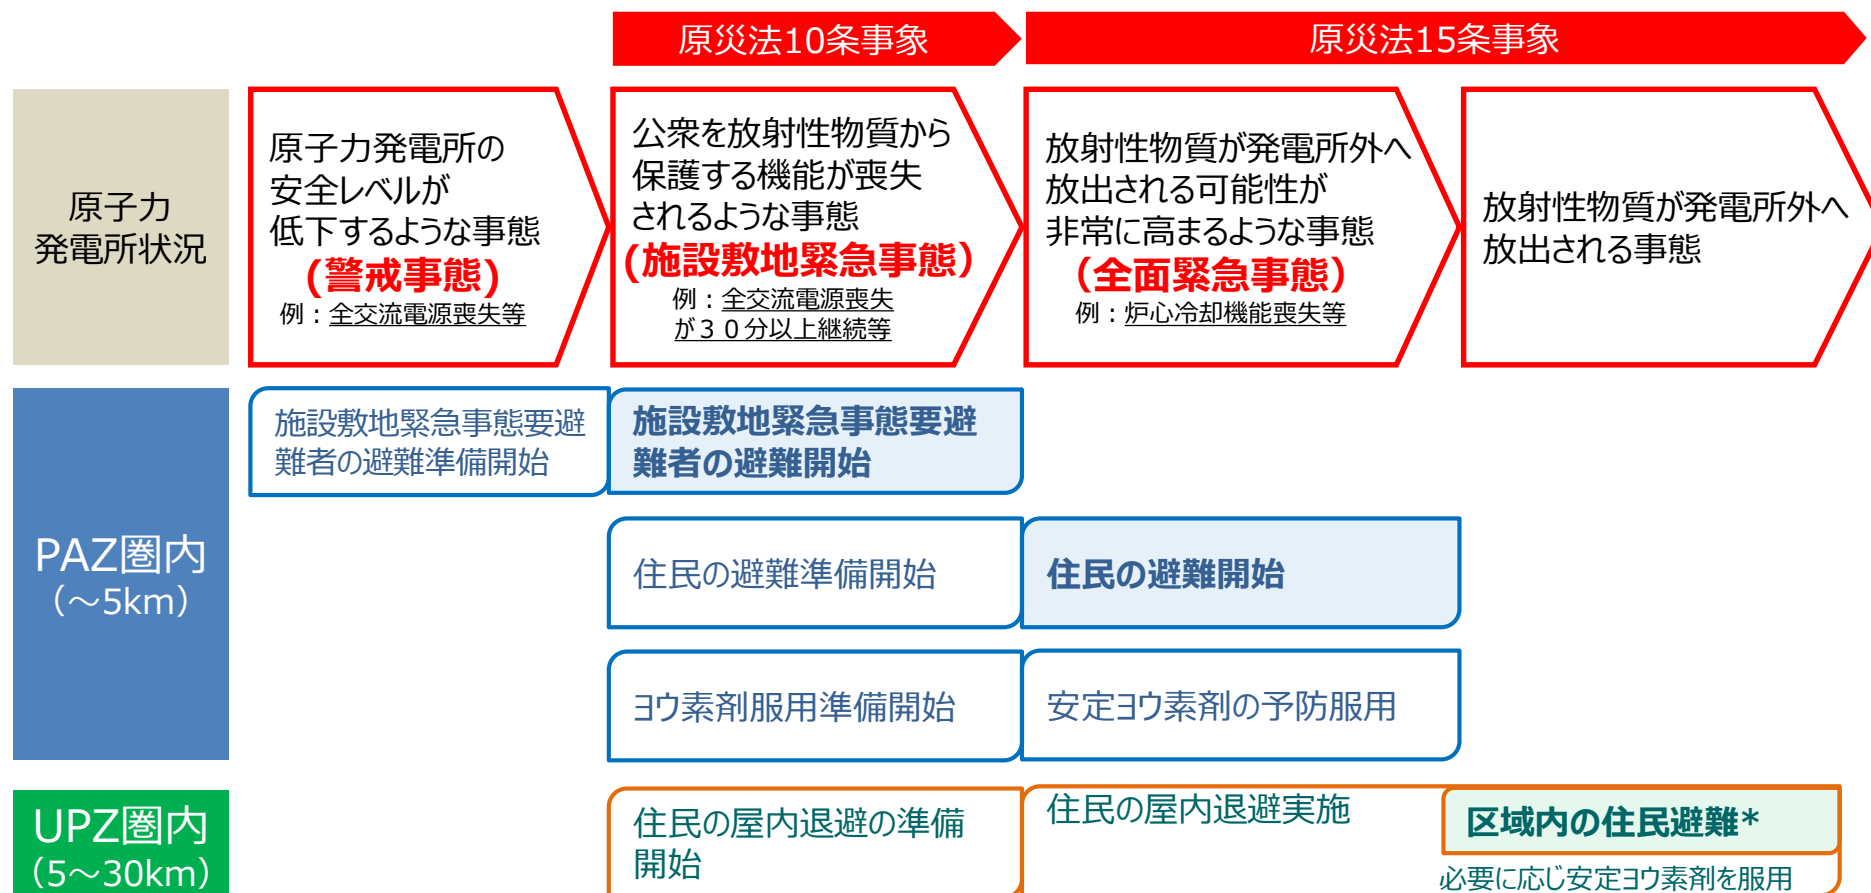 原災法10条事象
原災法15条事象
原子力
発電所状況
原子力発電所の
安全レベルが
低下するような事態
(警戒事態)
例：全交流電源喪失等
公衆を放射性物質から
保護する機能が喪失
されるような事態
(施設敷地緊急事態）
例：全交流電源喪失
が３０分以上継続等
放射性物質が発電所外へ
放出される可能性が
非常に高まるような事態
（全面緊急事態）
例：炉心冷却機能喪失等
放射性物質が発電所外へ
放出される事態
PAZ圏内
（～5km）
施設敷地緊急事態要避
難者の避難準備開始
施設敷地緊急事態要避
難者の避難開始
住民の避難準備開始
住民の避難開始
ヨウ素剤服用準備開始
安定ヨウ素剤の予防服用
UPZ圏内
（5～30km）
住民の屋内退避の準備
開始
住民の屋内退避実施
区域内の住民避難*
必要に応じ安定ヨウ素剤を服用